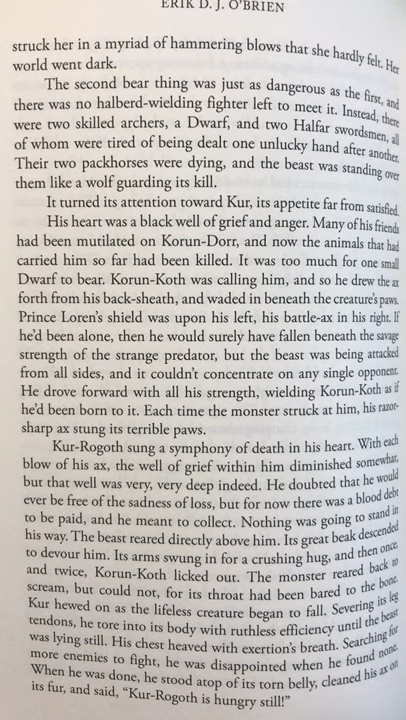 ERIK D. J. O'BRIEN
struck her in a myriad of hammering blows that she hardly felt. Her
world went dark.
The second bear thing was just as dangerous as the first, and
there was no halberd-wielding fighter left to meet it. Instead, there
were two skilled archers, a Dwarf, and two Halfar swordsmen, all
of whom were tired of being dealt one unlucky hand after another.
Their two packhorses were dying, and the beast was standing over
them like a wolf guarding its kill.
It turned its attention toward Kur, its appetite far from satisfied.
His heart was a black well of grief and anger. Many of his friends
had been mutilated on Korun-Dorr, and now the animals that had
carried him so far had been killed. It was too much for one small
Dwarf to bear. Korun-Koth was calling him, and so he drew the ax
forth from his back-sheath, and waded in beneath the creature's paws.
Prince Loren's shield was upon his left, his battle-ax in his right. If
he'd been alone, then he would surely have fallen beneath the savage
strength of the strange predator, but the beast was being attacked
from all sides, and it couldn't concentrate on any single opponent.
He drove forward with all his strength, wielding Korun-Koth as if
he'd been born to it. Each time the monster struck at him, his razor-
sharp ax stung its terrible paws.
Kur-Rogoth sung a symphony of death in his heart. With each
blow of his ax, the well of grief within him diminished somewhat,
but that well was very, very deep indeed. He doubted that he would
ever be free of the sadness of loss, but for now there was a blood debt
to be paid, and he meant to collect. Nothing was going to stand in
his way. The beast reared directly above him. Its great beak descended
to devour him. Its arms swung in for a crushing hug, and then once,
and twice, Korun-Koth licked out. The monster reared back to
scream, but could not, for its throat had been bared to the bone.
Kur hewed on as the lifeless creature began to fall. Severing its leg
tendons, he tore into its body with ruthless efficiency until the beast
was lying still. His chest heaved with exertion's breath. Searching for
more enemies to fight, he was disappointed when he found none.
When he was done, he stood atop of its torn belly, cleaned his ax on
its fur, and said, "Kur-Rogoth is hungry still!"